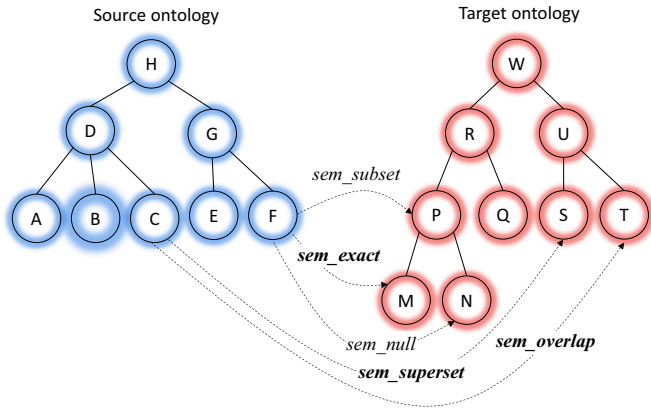 Source ontology Target ontology
H W
D G R U
A B C E F sem_subset P Q S T
sem_exact
M N
sem_null sem_overlap
sem_superset